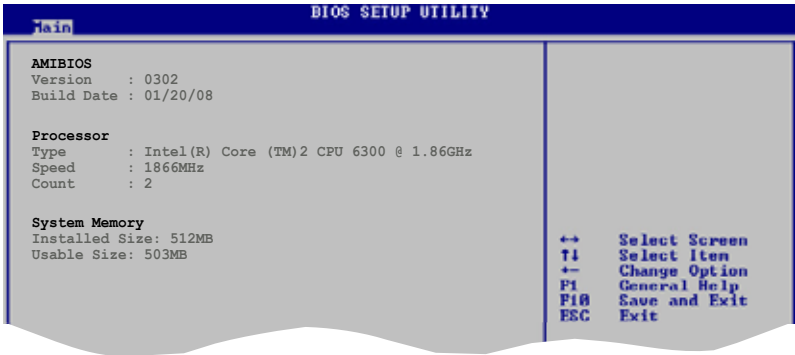 BIOS SETUP UTILITY
Main
AMIBIOS
Version : 0302
Build Date : 01/20/08
Processor
Type : Intel(R) Core (TM)2 CPU 6300 @ 1.86GHz
Speed : 1866MHz
Count : 2
System Memory
Installed Size: 512MB
Usable Size: 503MB
←→ Select Screen
↑↓ Select Item
+- Change Option
F1 General Help
F10 Save and Exit
ESC Exit